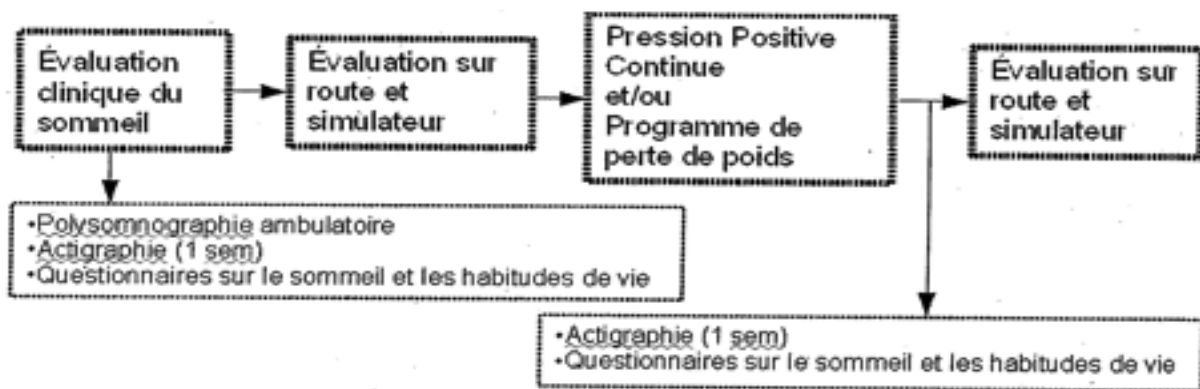 Évaluation
clinique du
sommeil
Évaluation sur
route et
simulateur
Pression Positive
Continue
et/ou
Programme de
perte de poids
Évaluation sur
route et
simulateur
•Polysomnographie ambulatoire
•Actigraphie (1 sem)
•Questionnaires sur le sommeil et les habitudes de vie
•Actigraphie (1 sem)
•Questionnaires sur le sommeil et les habitudes de vie